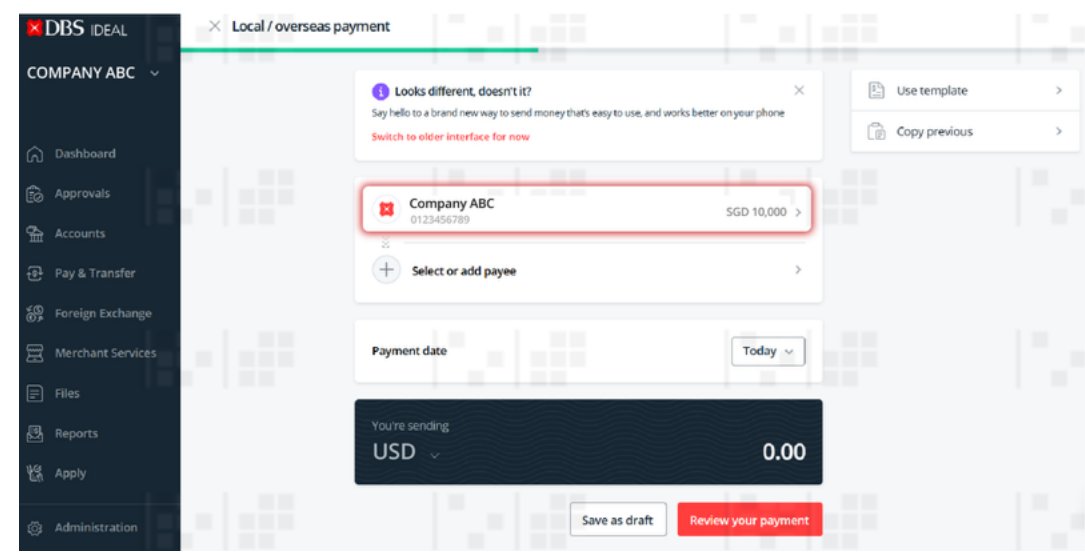 DBS IDEAL
COMPANY ABC
Dashboard
Approvals
Accounts
Pay & Transfer
Foreign Exchange
Merchant Services
Files
Reports
Apply
Administration
Local / overseas payment
Looks different, doesn't it?
Say hello to a brand new way to send money that's easy to use, and works better on your phone
Switch to older interface for now
Company ABC
0123456789
SGD 10,000
Select or add payee
Payment date
Today
You're sending
USD
0.00
Save as draft
Review your payment
Use template
Copy previous